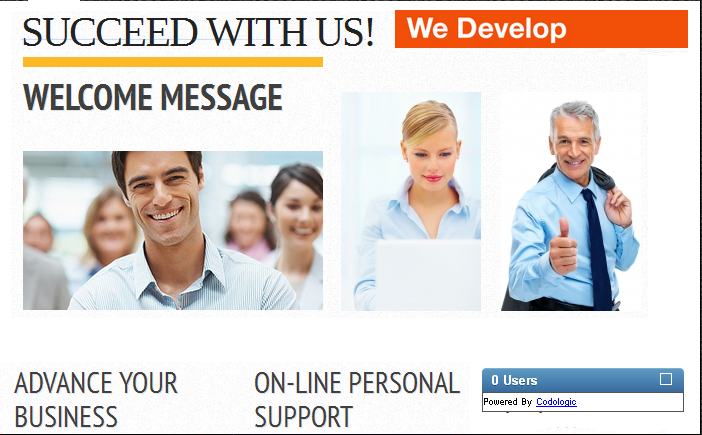 SUCCEED WITH US!
We Develop
WELCOME MESSAGE
ADVANCE YOUR
BUSINESS
ON-LINE PERSONAL
SUPPORT
0 Users
Powered By Codologic